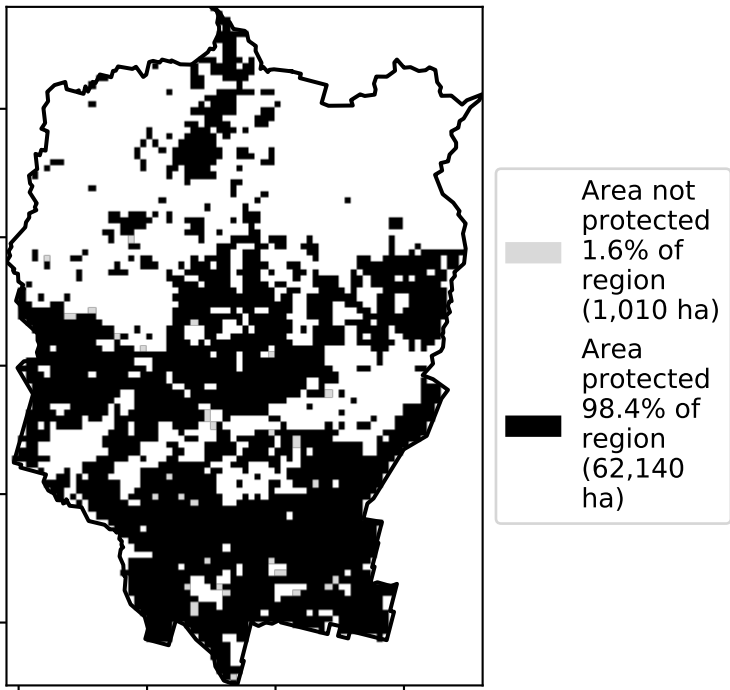 Area not
protected
1.6% of
region
(1,010 ha)
Area
protected
98.4% of
region
(62,140
ha)